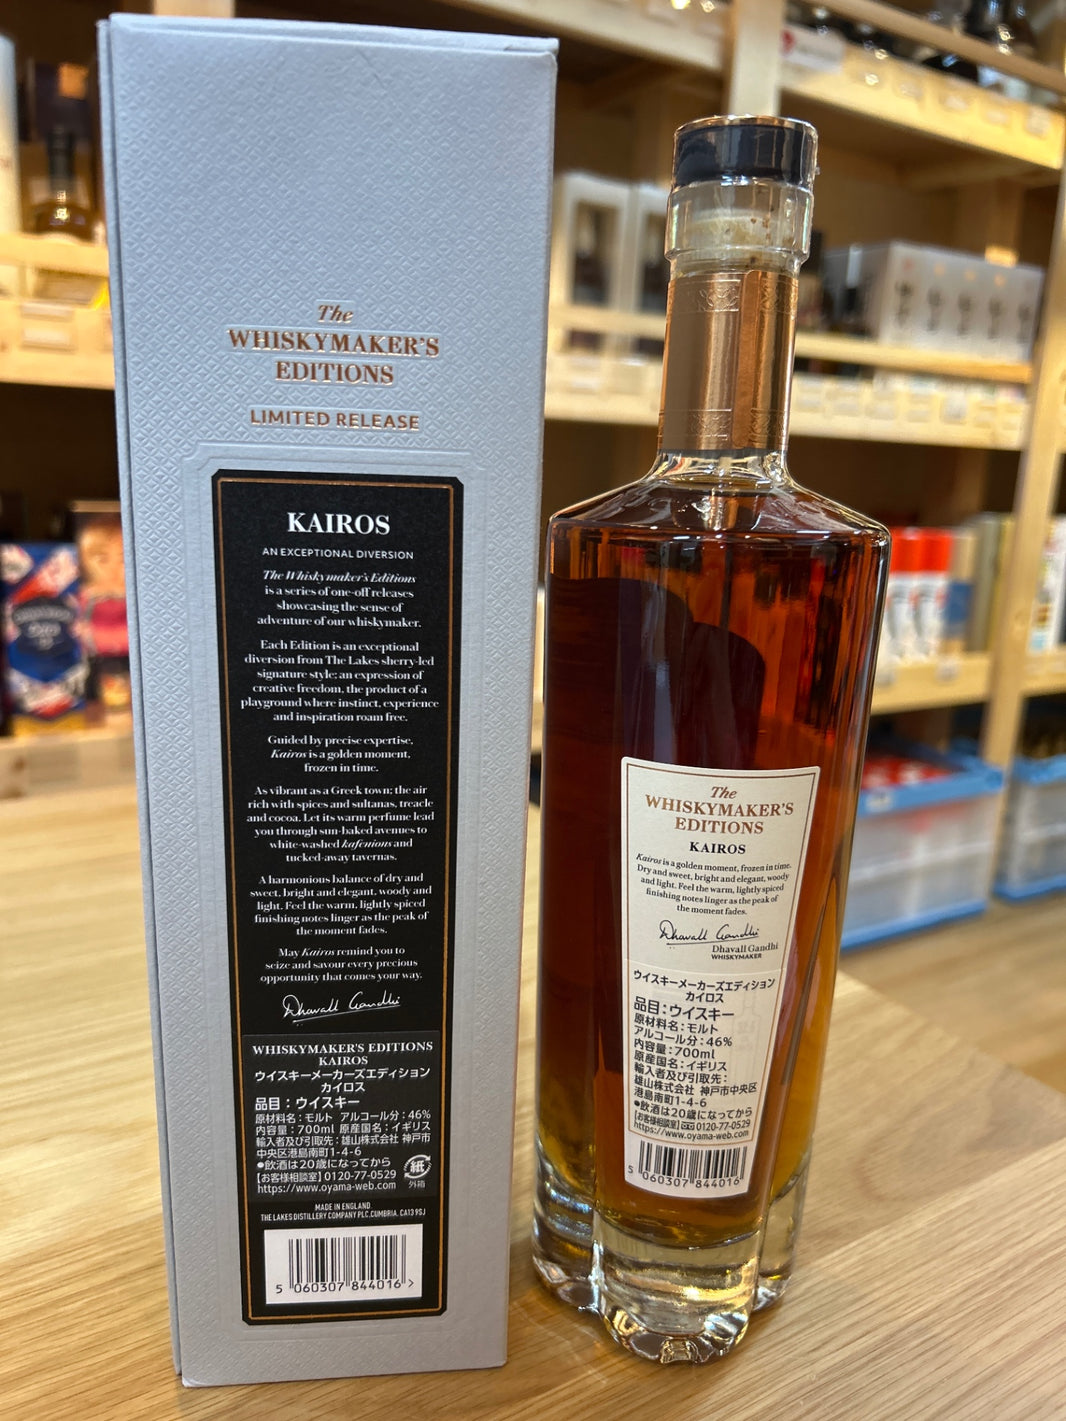 The
WHISKYMAKER'S
EDITIONS
LIMITED RELEASE
KAIROS
AN EXCEPTIONAL DIVERSION
The Whiskymaker's Editions
is a series of one-off releases
showcasing the sense of
adventure of our whiskymaker.
Each Edition is an exceptional
diversion from The Lakes sherry-led
signature style; an expression of
creative freedom, the product of a
playground where instinct, experience
and inspiration roam free.
Guided by precise expertise,
Kairos is a golden moment,
frozen in time.
As vibrant as a Greek town: the air
rich with spices and sultanas, treacle
and cocoa. Let its warm perfume lead
you through sun-baked avenues to
white-washed kafenions and
tucked-away tavernas.
A harmonious balance of dry and
sweet, bright and elegant, woody and
light. Feel the warm, lightly spiced
finishing notes linger as the peak of
the moment fades.
May Kairos remind you to
seize and savour every precious
opportunity that comes your way.
Dhavall Gandhi
WHISKYMAKER'S EDITIONS
KAIROS
ウイスキーメーカーズエディション
カイロス
品目：ウイスキー
原材料名：モルト アルコール分：46%
内容量：700ml 原産国名：イギリス
輸入者及び引取先：雄山株式会社 神戸市
中央区港島南町1-4-6
●飲酒は20歳になってから
【お客様相談室】0120-77-0529
https://www.oyama-web.com
紙
外箱
MADE IN ENGLAND.
THE LAKES DISTILLERY COMPANY PLC.CUMBRIA. CA13 9SJ
5 060307 844016 >
The
WHISKYMAKER'S
EDITIONS
KAIROS
Kairos is a golden moment, frozen in time.
Dry and sweet, bright and elegant, woody
and light. Feel the warm, lightly spiced
finishing notes linger as the peak of
the moment fades.
Dhavall Gandhi
Dhavall Gandhi
WHISKYMAKER
ウイスキーメーカーズエディション
カイロス
品目：ウイスキー
原材料名：モルト
アルコール分：46%
内容量：700ml
原産国名：イギリス
輸入者及び引取先：
雄山株式会社 神戸市中央区
港島南町1-4-6
●飲酒は20歳になってから
【お客様相談室】0120-77-0529
https://www.oyama-web.com
5 060307 844016